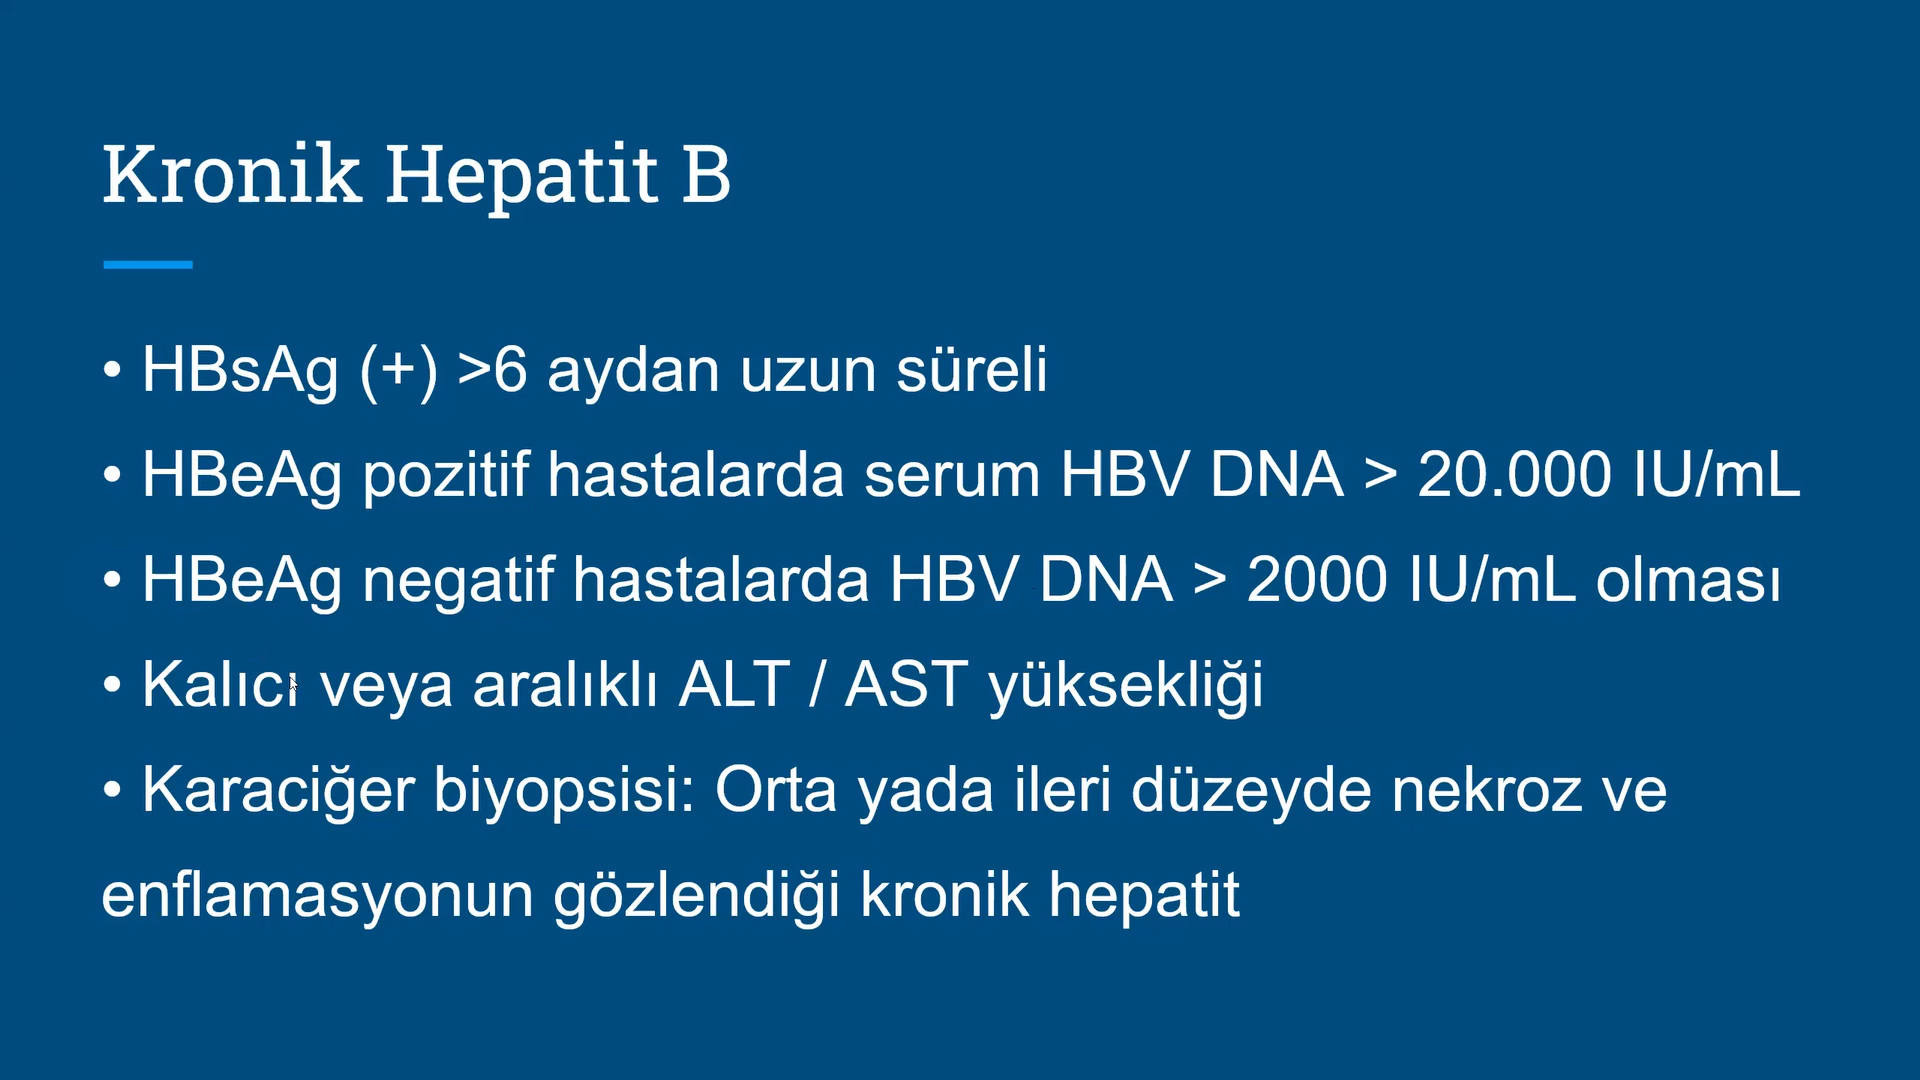 Kronik Hepatit B
• HBsAg (+) >6 aydan uzun süreli
• HBeAg pozitif hastalarda serum HBV DNA > 20.000 IU/mL
• HBeAg negatif hastalarda HBV DNA > 2000 IU/mL olması
• Kalıcı veya aralıklı ALT / AST yüksekliği
• Karaciğer biyopsisi: Orta yada ileri düzeyde nekroz ve
enflamasyonun gözlendiği kronik hepatit